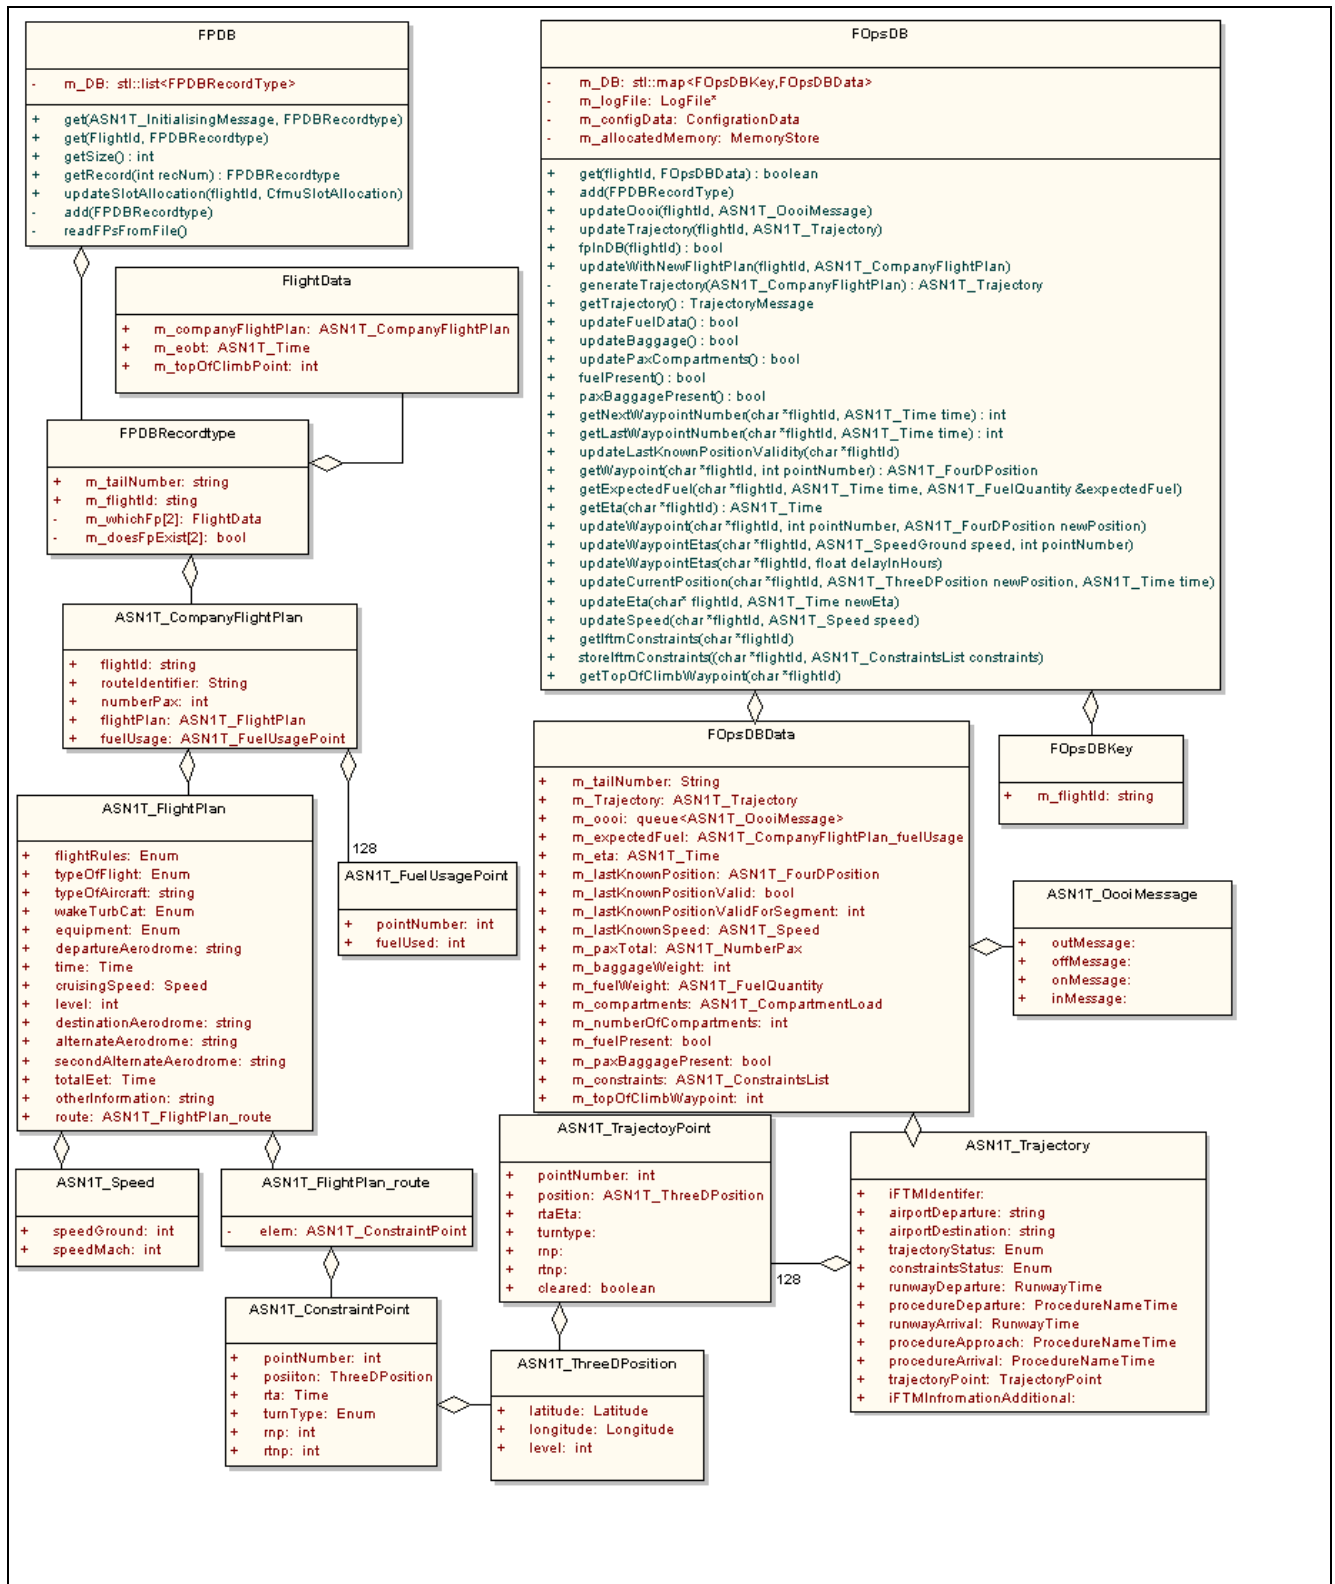 FPDB
- m_DB: stl::list<FPDBRecordType>
+ get(ASN1T_InitialisingMessage, FPDBRecordtype)
+ get(FlightId, FPDBRecordtype)
+ getSize() : int
+ getRecord(int recNum) : FPDBRecordtype
+ updateSlotAllocation(flightId, CfmuSlotAllocation)
- add(FPDBRecordtype)
- readFPsFromFile()
FOpsDB
- m_DB: stl::map<FOpsDBKey,FOpsDBData>
- m_logFile: LogFile*
- m_configData: ConfigrationData
- m_allocatedMemory: MemoryStore
+ get(flightId, FOpsDBData) : boolean
+ add(FPDBRecordType)
+ updateOooi(flightId, ASN1T_OooiMessage)
+ updateTrajectory(flightId, ASN1T_Trajectory)
+ fpInDB(flightId) : bool
+ updateWithNewFlightPlan(flightId, ASN1T_CompanyFlightPlan)
- generateTrajectory(ASN1T_CompanyFlightPlan) : ASN1T_Trajectory
+ getTrajectory() : TrajectoryMessage
+ updateFuelData() : bool
+ updateBaggage() : bool
+ updatePaxCompartments() : bool
+ fuelPresent() : bool
+ paxBaggagePresent() : bool
+ getNextWaypointNumber(char *flightId, ASN1T_Time time) : int
+ getLastWaypointNumber(char *flightId, ASN1T_Time time) : int
+ updateLastKnownPositionValidity(char *flightId)
+ getWaypoint(char *flightId, int pointNumber) : ASN1T_FourDPosition
+ getExpectedFuel(char *flightId, ASN1T_Time time, ASN1T_FuelQuantity &expectedFuel)
+ getEta(char *flightId) : ASN1T_Time
+ updateWaypoint(char *flightId, int pointNumber, ASN1T_FourDPosition newPosition)
+ updateWaypointEtas(char *flightId, ASN1T_SpeedGround speed, int pointNumber)
+ updateWaypointEtas(char *flightId, float delayInHours)
+ updateCurrentPosition(char *flightId, ASN1T_ThreeDPosition newPosition, ASN1T_Time time)
+ updateEta(char* flightId, ASN1T_Time newEta)
+ updateSpeed(char *flightId, ASN1T_Speed speed)
+ getIftmConstraints(char *flightId)
+ storeIftmConstraints((char *flightId, ASN1T_ConstraintsList constraints)
+ getTopOfClimbWaypoint(char *flightId)
FlightData
+ m_companyFlightPlan: ASN1T_CompanyFlightPlan
+ m_eobt: ASN1T_Time
+ m_topOfClimbPoint: int
FPDBRecordtype
+ m_tailNumber: string
+ m_flightId: sting
- m_whichFp[2]: FlightData
- m_doesFpExist[2]: bool
ASN1T_CompanyFlightPlan
+ flightId: string
+ routeIdentifier: String
+ numberPax: int
+ flightPlan: ASN1T_FlightPlan
+ fuelUsage: ASN1T_FuelUsagePoint
FOpsDBData
+ m_tailNumber: String
+ m_Trajectory: ASN1T_Trajectory
+ m_oooi: queue<ASN1T_OooiMessage>
+ m_expectedFuel: ASN1T_CompanyFlightPlan_fuelUsage
+ m_eta: ASN1T_Time
+ m_lastKnownPosition: ASN1T_FourDPosition
+ m_lastKnownPositionValid: bool
+ m_lastKnownPositionValidForSegment: int
+ m_lastKnownSpeed: ASN1T_Speed
+ m_paxTotal: ASN1T_NumberPax
+ m_baggageWeight: int
+ m_fuelWeight: ASN1T_FuelQuantity
+ m_compartments: ASN1T_CompartmentLoad
+ m_numberOfCompartments: int
+ m_fuelPresent: bool
+ m_paxBaggagePresent: bool
+ m_constraints: ASN1T_ConstraintsList
+ m_topOfClimbWaypoint: int
FOpsDBKey
+ m_flightId: string
ASN1T_FlightPlan
+ flightRules: Enum
+ typeOfFlight: Enum
+ typeOfAircraft: string
+ wakeTurbCat: Enum
+ equipment: Enum
+ departureAerodrome: string
+ time: Time
+ cruisingSpeed: Speed
+ level: int
+ destinationAerodrome: string
+ alternateAerodrome: string
+ secondAlternateAerodrome: string
+ totalEet: Time
+ otherInformation: string
+ route: ASN1T_FlightPlan_route
128
ASN1T_FuelUsagePoint
+ pointNumber: int
+ fuelUsed: int
ASN1T_OooiMessage
+ outMessage:
+ offMessage:
+ onMessage:
+ inMessage:
ASN1T_TrajectoyPoint
+ pointNumber: int
+ position: ASN1T_ThreeDPosition
+ rtaEta:
+ turntype:
+ rnp:
+ rtnp:
+ cleared: boolean
128
ASN1T_Trajectory
+ iFTMIdentifer:
+ airportDeparture: string
+ airportDestination: string
+ trajectoryStatus: Enum
+ constraintsStatus: Enum
+ runwayDeparture: RunwayTime
+ procedureDeparture: ProcedureNameTime
+ runwayArrival: RunwayTime
+ procedureApproach: ProcedureNameTime
+ procedureArrival: ProcedureNameTime
+ trajectoryPoint: TrajectoryPoint
+ iFTMInfromationAdditional:
ASN1T_Speed
+ speedGround: int
+ speedMach: int
ASN1T_FlightPlan_route
- elem: ASN1T_ConstraintPoint
ASN1T_ConstraintPoint
+ pointNumber: int
+ posiiton: ThreeDPosition
+ rta: Time
+ turnType: Enum
+ rnp: int
+ rtnp: int
ASN1T_ThreeDPosition
+ latitude: Latitude
+ longitude: Longitude
+ level: int